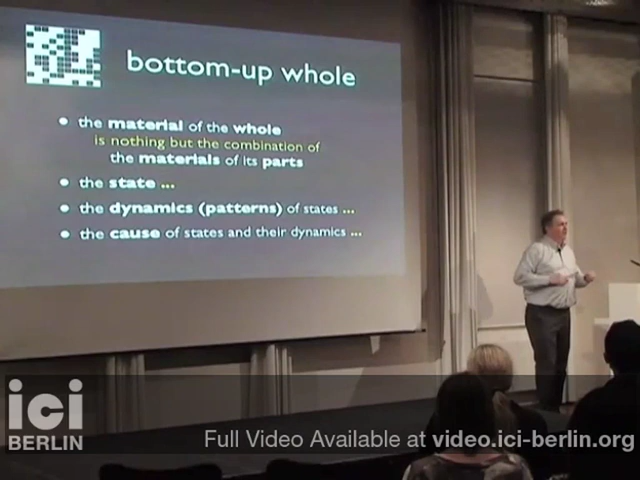 bottom-up whole
• the material of the whole
is nothing but the combination of
the materials of its parts
• the state ...
• the dynamics (patterns) of states ...
• the cause of states and their dynamics ...
ici
BERLIN
Full Video Available at video.ici-berlin.org